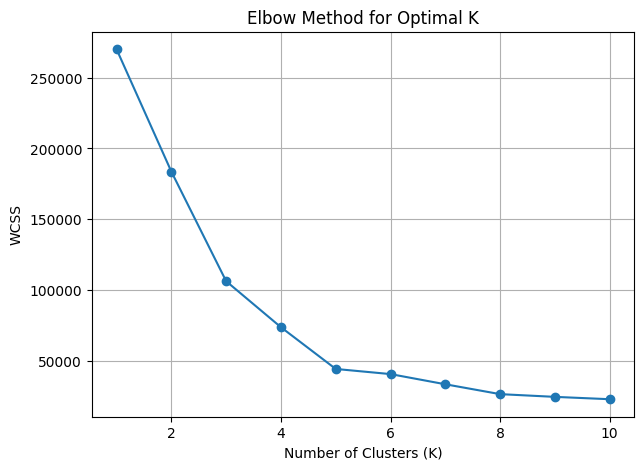 Elbow Method for Optimal K
250000
200000
150000
100000
50000
WCSS
2 4 6 8 10
Number of Clusters (K)